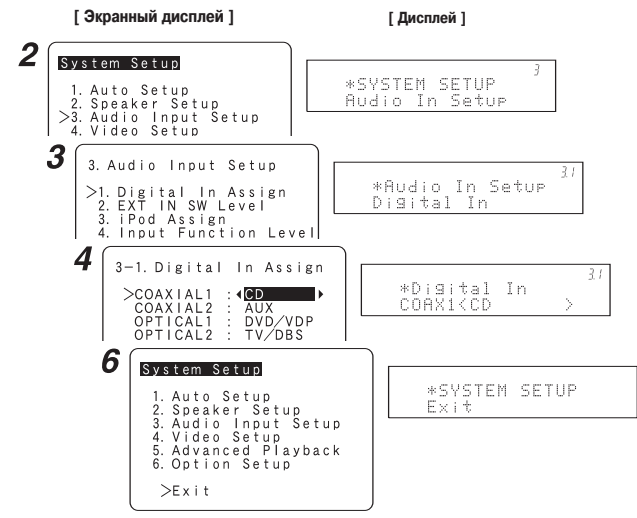 [ Экранный дисплей ]
[ Дисплей ]
2
System Setup
1. Auto Setup
2. Speaker Setup
>3. Audio Input Setup
4. Video Setup
3
*SYSTEM SETUP
Audio In Setup
3
3. Audio Input Setup
>1. Digital In Assign
2. EXT IN SW Level
3. iPod Assign
4. Input Function Level
3.1
*Audio In Setup
Digital In
4
3-1. Digital In Assign
>COAXIAL1 : ◀CD ▶
COAXIAL2 : AUX
OPTICAL1 : DVD/VDP
OPTICAL2 : TV/DBS
3.1
*Digital In
COAX1<CD >
6
System Setup
1. Auto Setup
2. Speaker Setup
3. Audio Input Setup
4. Video Setup
5. Advanced Playback
6. Option Setup
>Exit
*SYSTEM SETUP
Exit